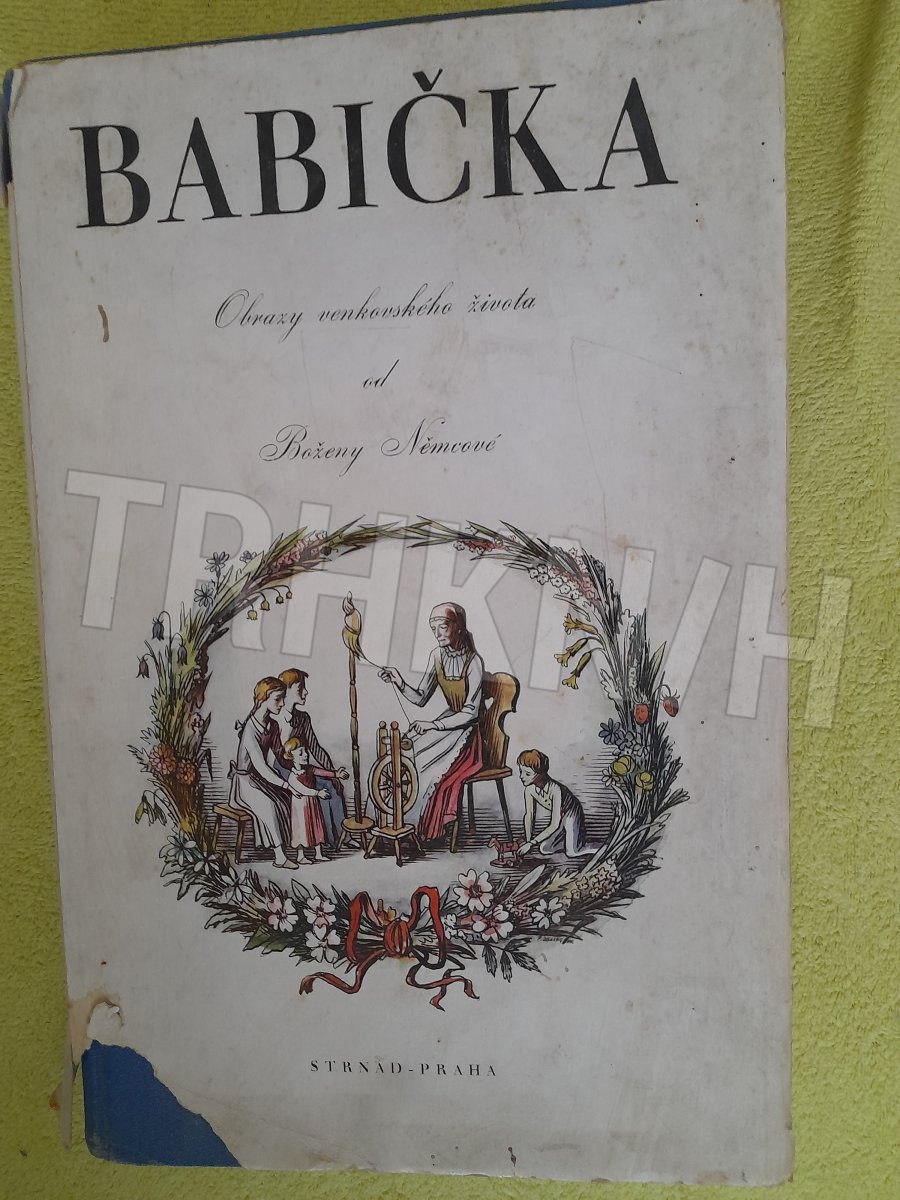 BABIČKA
Obrazy venkovského života
od
Boženy Němcové
TRHKNIH
STRNAD-PRAHA